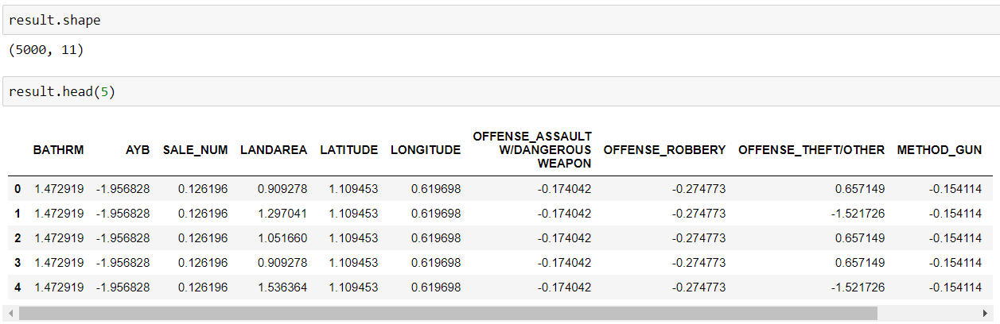 result.shape
(5000, 11)
result.head(5)
BATHRM AYB SALE_NUM LANDAREA LATITUDE LONGITUDE OFFENSE_ASSAULT W/DANGEROUS WEAPON OFFENSE_ROBBERY OFFENSE_THEFT/OTHER METHOD_GUN
0 1.472919 -1.956828 0.126196 0.909278 1.109453 0.619698 -0.174042 -0.274773 0.657149 -0.154114
1 1.472919 -1.956828 0.126196 1.297041 1.109453 0.619698 -0.174042 -0.274773 -1.521726 -0.154114
2 1.472919 -1.956828 0.126196 1.051660 1.109453 0.619698 -0.174042 -0.274773 0.657149 -0.154114
3 1.472919 -1.956828 0.126196 0.909278 1.109453 0.619698 -0.174042 -0.274773 0.657149 -0.154114
4 1.472919 -1.956828 0.126196 1.536364 1.109453 0.619698 -0.174042 -0.274773 -1.521726 -0.154114